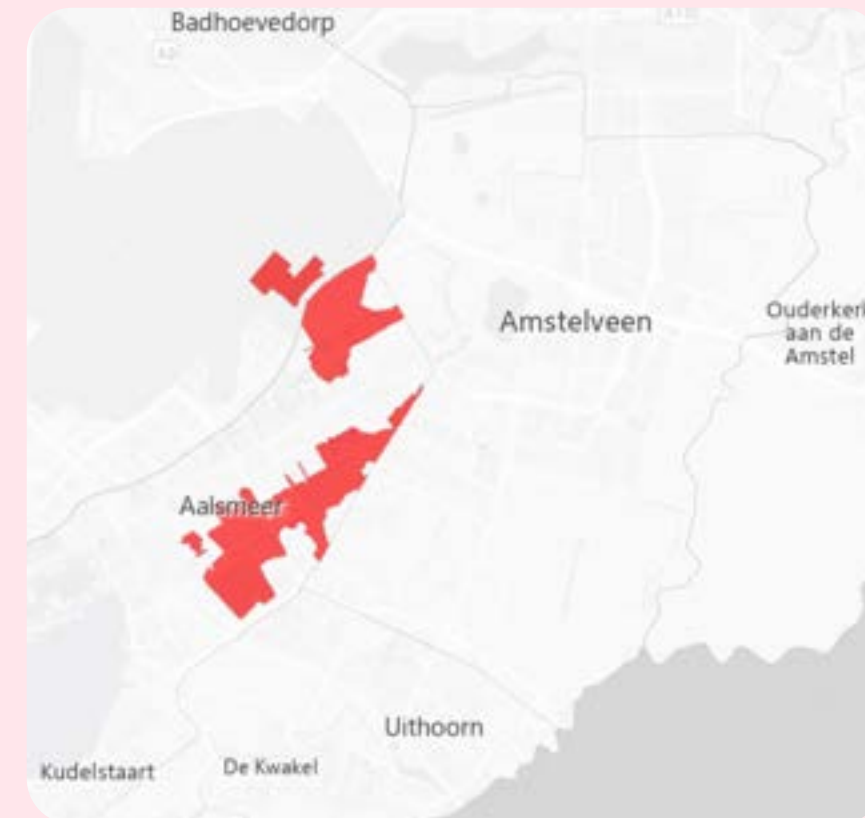 Badhoevedorp
Amstelveen
Ouderkerk
aan de
Amstel
Aalsmeer
Uithoorn
Kudelstaart
De Kwakel